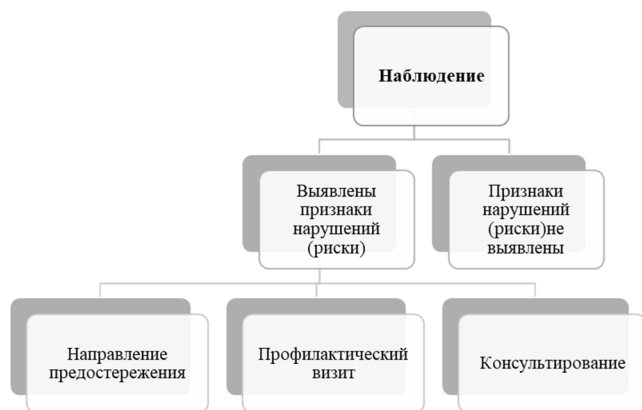 Наблюдение
Выявлены
признаки
нарушений
(риски)
Признаки
нарушений
(риски)не
выявлены
Направление
предостережения
Профилактический
визит
Консультирование